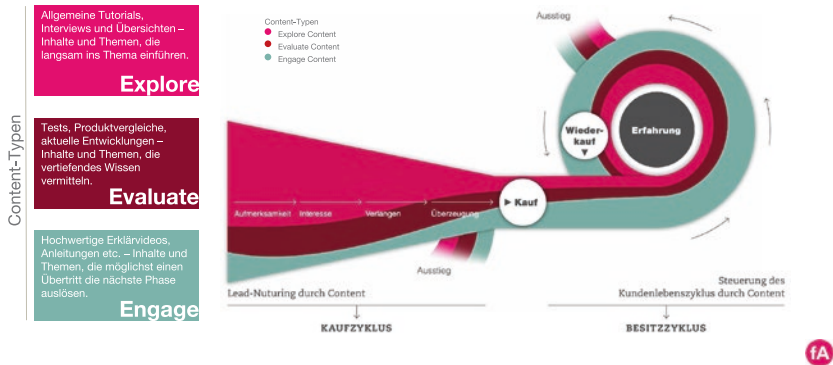 Content-Typen
Allgemeine Tutorials,
Interviews und Übersichten –
Inhalte und Themen, die
langsam ins Thema einführen.
Explore
Tests, Produktvergleiche,
aktuelle Entwicklungen –
Inhalte und Themen, die
vertiefendes Wissen
vermitteln.
Evaluate
Hochwertige Erklärvideos,
Anleitungen etc. – Inhalte und
Themen, die möglichst einen
Übertritt die nächste Phase
auslösen.
Engage
Content-Typen
Explore Content
Evaluate Content
Engage Content
Ausstieg
Wieder-
kauf
Erfahrung
Aufmerksamkeit
Interesse
Verlangen
Überzeugung
Kauf
Ausstieg
Lead-Nuturing durch Content
KAUFZYKLUS
Steuerung des
Kundenlebenszyklus durch Content
BESITZZYKLUS
fA